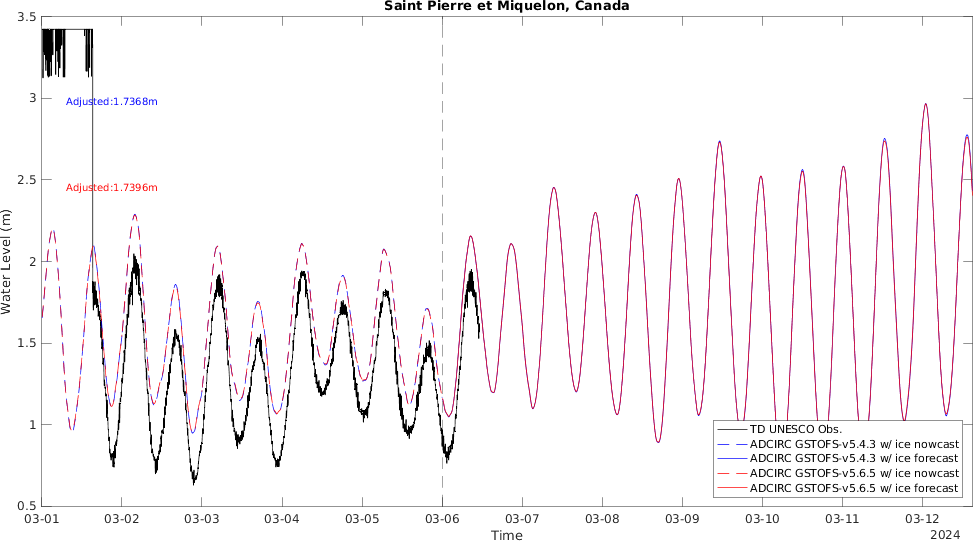 Saint Pierre et Miquelon, Canada
3.5
3
2.5
2
1.5
1
0.5
Water Level (m)
Adjusted:1.7368m
Adjusted:1.7396m
TD UNESCO Obs.
ADCIRC GSTOFS-v5.4.3 w/ ice nowcast
ADCIRC GSTOFS-v5.4.3 w/ ice forecast
ADCIRC GSTOFS-v5.6.5 w/ ice nowcast
ADCIRC GSTOFS-v5.6.5 w/ ice forecast
03-01 03-02 03-03 03-04 03-05 03-06 03-07 03-08 03-09 03-10 03-11 03-12
Time
2024